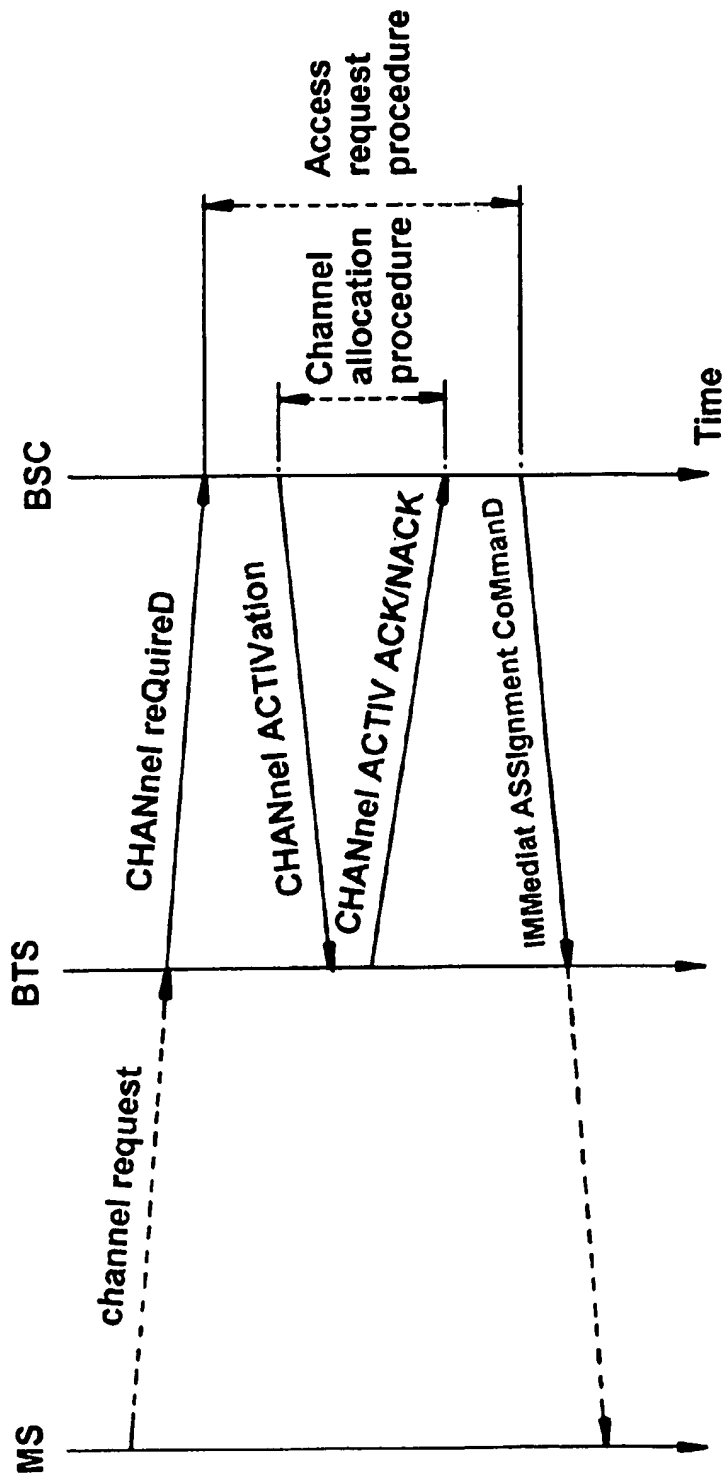 MS
BTS
BSC
channel request
CHANnel reQuireD
CHANnel ACTIVation
CHANnel ACTIV ACK/NACK
IMMediat ASSIgnment CoMmanD
Channel
allocation
procedure
Access
request
procedure
Time